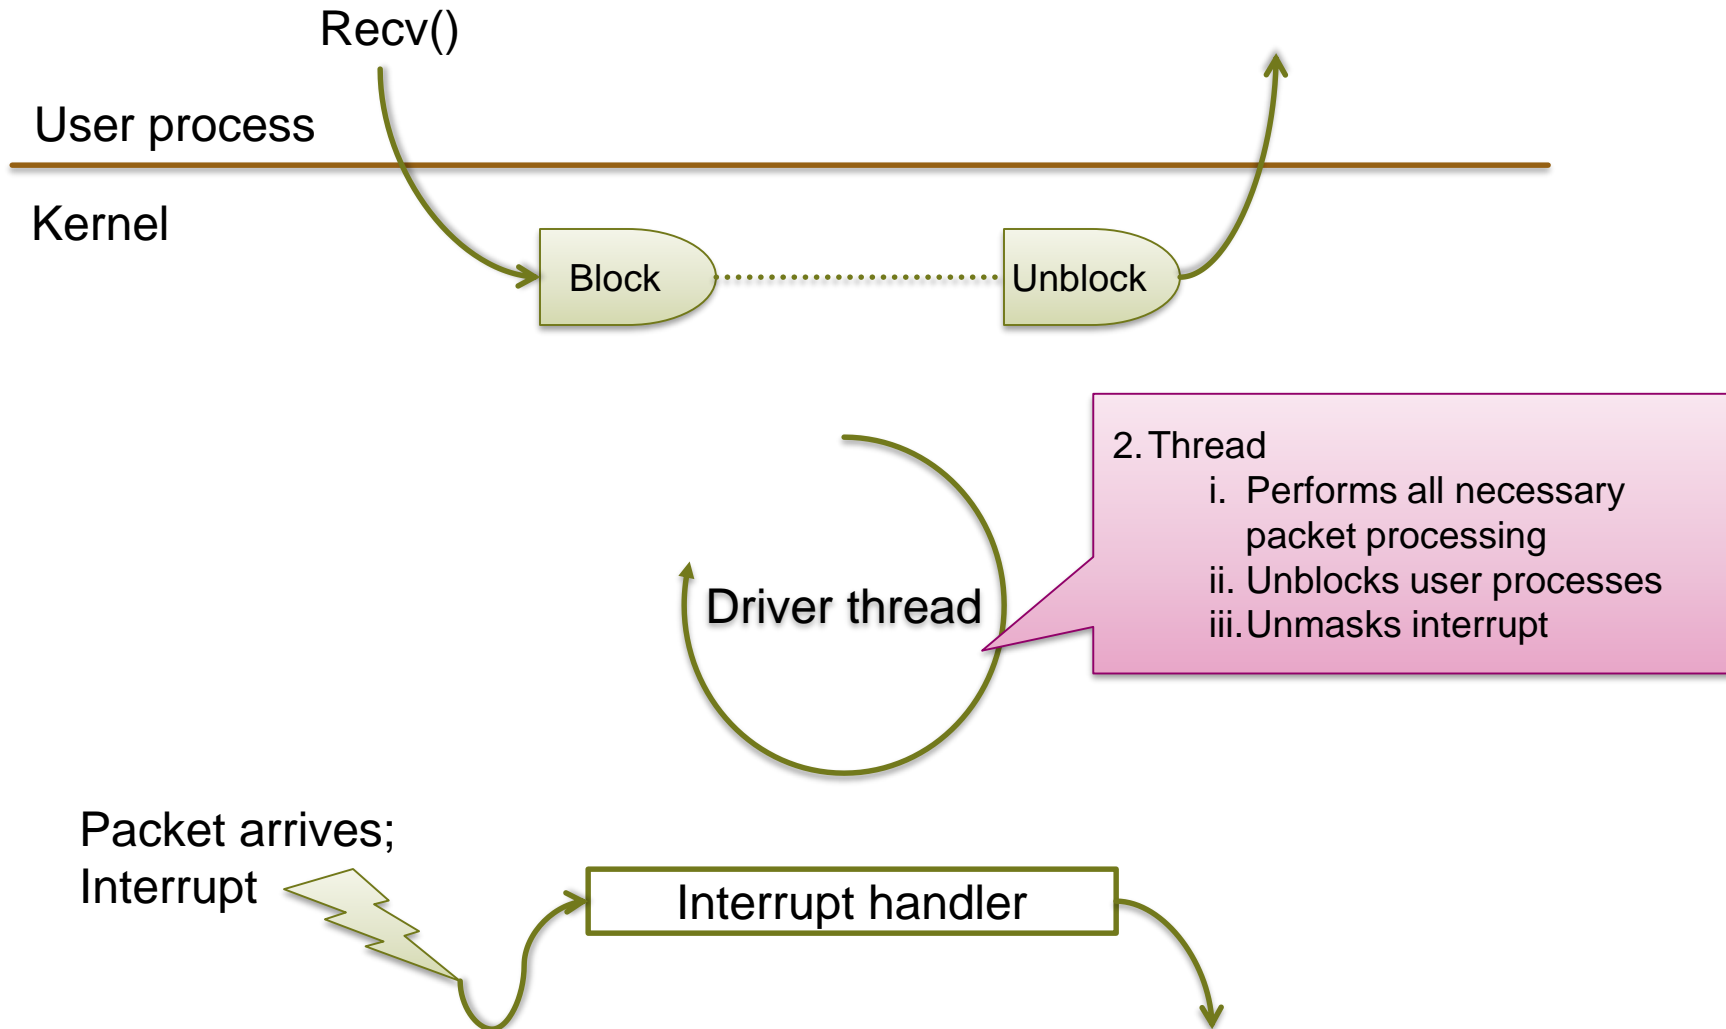 Recv()
User process
Kernel
Block
Unblock
2. Thread
i. Performs all necessary
packet processing
ii. Unblocks user processes
iii. Unmasks interrupt
Driver thread
Packet arrives;
Interrupt
Interrupt handler